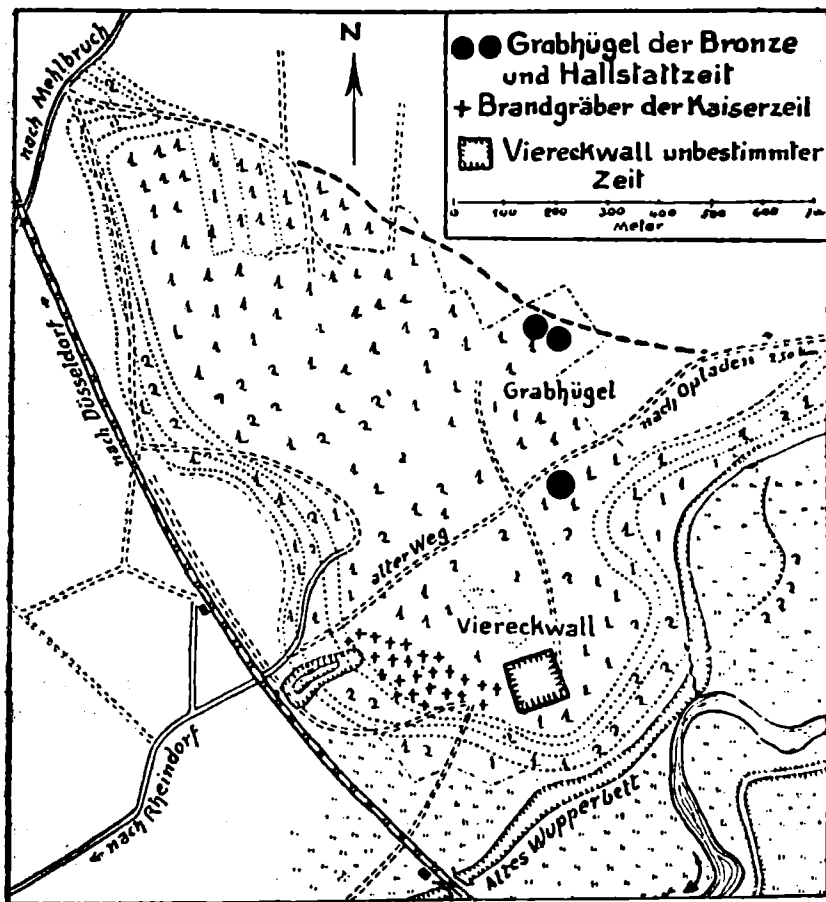 nach Mehlbruch
N
Grabhügel der Bronze
und Hallstattzeit
+ Brandgräber der Kaiserzeit
Viereckwall unbestimmter
Zeit
0 100 200 300 400 500 600
Meter
nach Düsseldorf
Grabhügel
nach Opladen
alter Weg
Viereckwall
nach Rheindorf
Altes Wupperbett